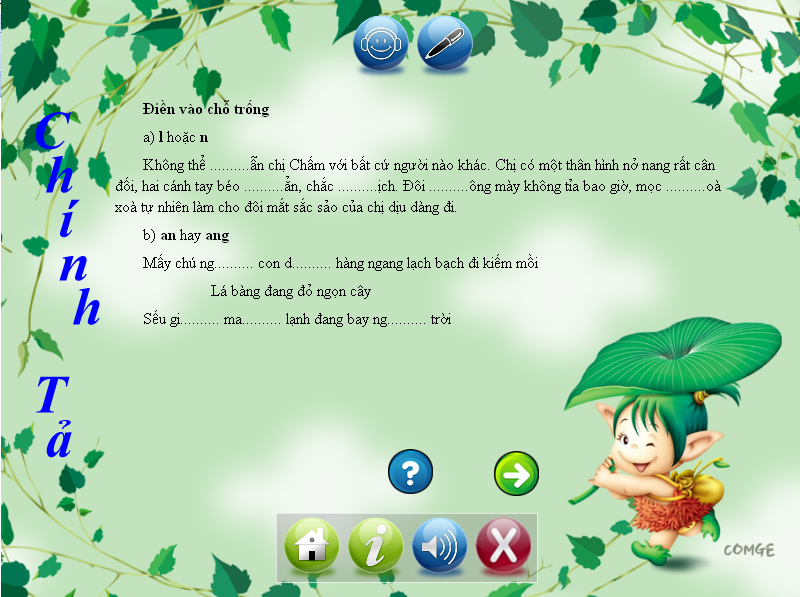 Chính Tả
Điền vào chỗ trống
a) l hoặc n
Không thể ..........ẫn chị Chấm với bất cứ người nào khác. Chị có một thân hình nở nang rất cân
đối, hai cánh tay béo ..........ẳn, chắc ..........ịch. Đôi ..........ông mày không tỉa bao giờ, mọc ..........oà
xoà tự nhiên làm cho đôi mắt sắc sảo của chị dịu dàng đi.
b) an hay ang
Mấy chú ng.......... con d.......... hàng ngang lạch bạch đi kiếm mồi
Lá bàng đang đỏ ngọn cây
Sếu gi.......... ma.......... lạnh đang bay ng.......... trời
?
i
X
COMGE